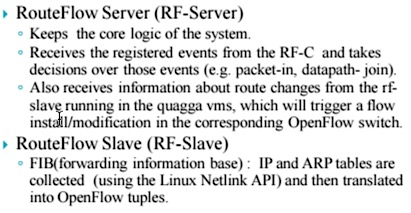 RouteFlow Server (RF-Server)
Keeps the core logic of the system.
Receives the registered events from the RF-C and takes
decisions over those events (e.g. packet-in, datapath- join).
Also receives information about route changes from the rf-
slave running in the quagga vms, which will trigger a flow
install/modification in the corresponding OpenFlow switch.
RouteFlow Slave (RF-Slave)
FIB(forwarding information base) : IP and ARP tables are
collected (using the Linux Netlink API) and then translated
into OpenFlow tuples.